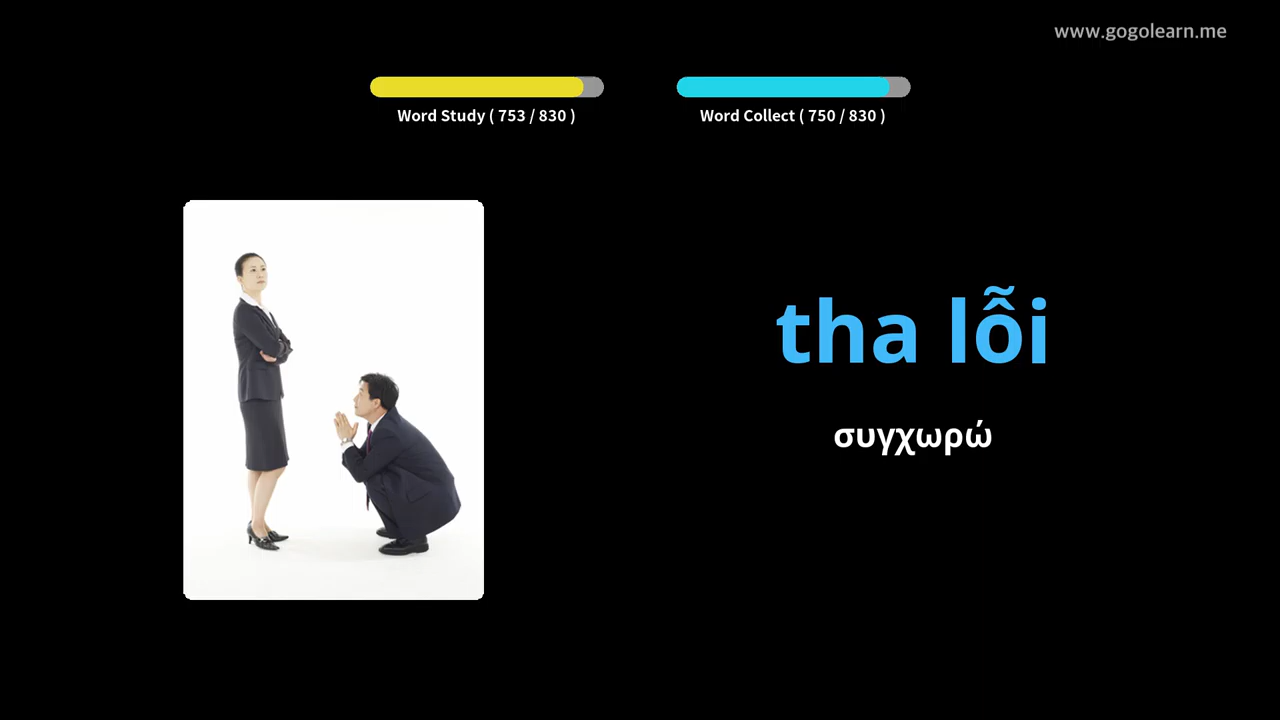 www.gogolearn.me
Word Study ( 753 / 830 )
Word Collect ( 750 / 830 )
tha lỗi
συγχωρώ